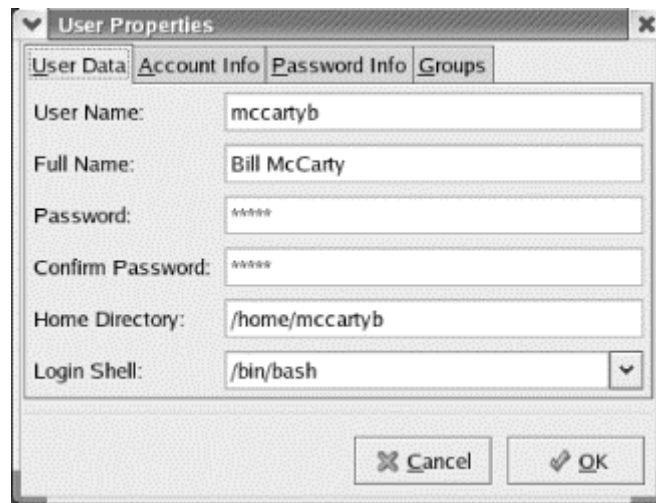 User Properties
User Data Account Info Password Info Groups
User Name: mccartyb
Full Name: Bill McCarty
Password: *****
Confirm Password: *****
Home Directory: /home/mccartyb
Login Shell: /bin/bash
Cancel OK